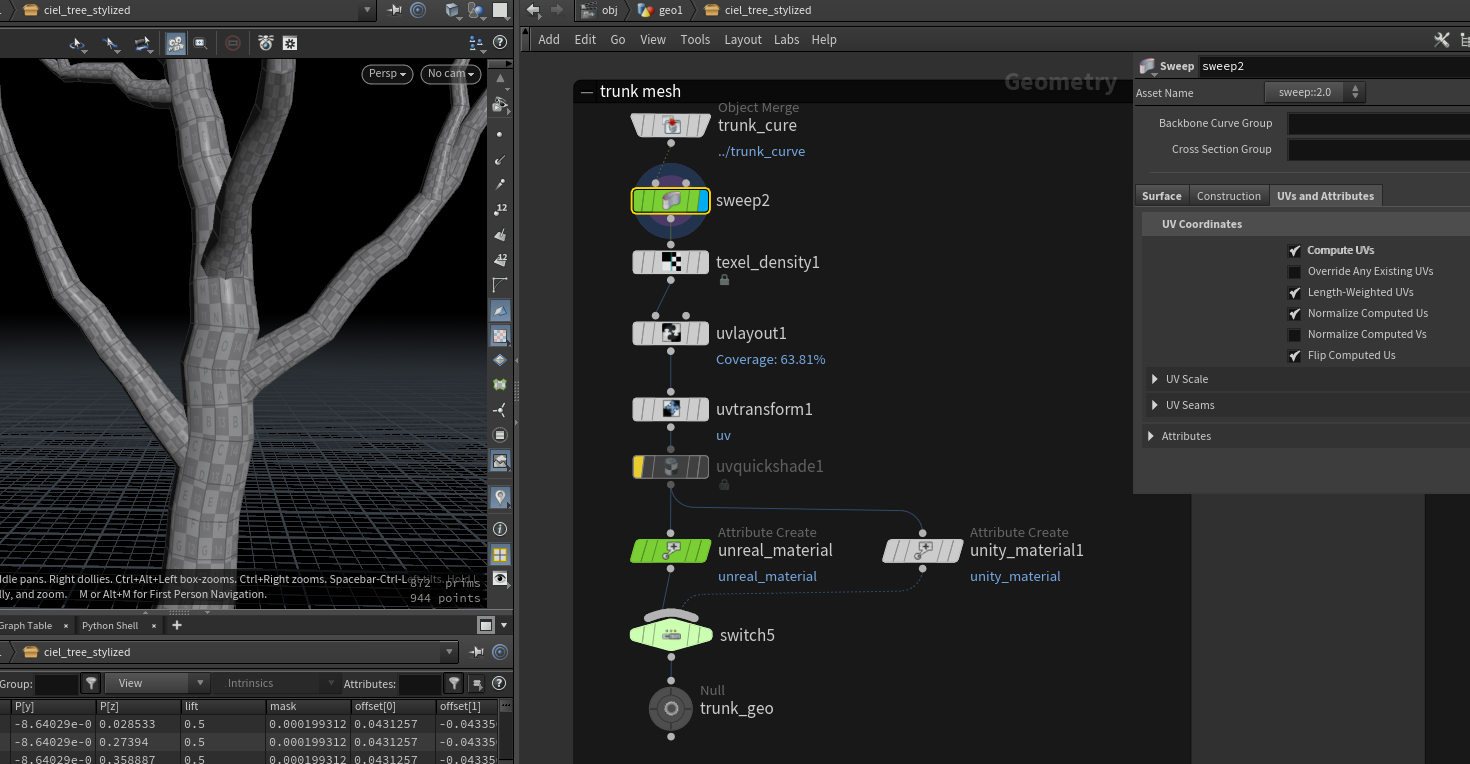 ciel_tree_stylized
Persp
No cam
12
12
ddle pans. Right dollies. Ctrl+Alt+Left box-zooms. Ctrl+Right zooms. Spacebar-Ctrl-Left tilts. Hold L
lly, and zoom. M or Alt+M for First Person Navigation.
872 prims
944 points
Graph Table
Python Shell
ciel_tree_stylized
Group:
View
Intrinsics
Attributes:
P[y] P[z] lift mask offset[0] offset[1]
-8.64029e-0 0.028533 0.5 0.000199312 0.0431257 -0.04335
-8.64029e-0 0.27394 0.5 0.000199312 0.0431257 -0.04335
-8.64029e-0 0.358887 0.5 0.000199312 0.0431257 -0.04335
obj geo1 ciel_tree_stylized
Add Edit Go View Tools Layout Labs Help
Geometry
trunk mesh
Object Merge
trunk_cure
../trunk_curve
sweep2
texel_density1
uvlayout1
Coverage: 63.81%
uvtransform1
uv
uvquickshade1
Attribute Create
unreal_material
unreal_material
Attribute Create
unity_material1
unity_material
switch5
Null
trunk_geo
Sweep sweep2
Asset Name sweep::2.0
Backbone Curve Group
Cross Section Group
Surface Construction UVs and Attributes
UV Coordinates
Compute UVs
Override Any Existing UVs
Length-Weighted UVs
Normalize Computed Us
Normalize Computed Vs
Flip Computed Us
UV Scale
UV Seams
Attributes